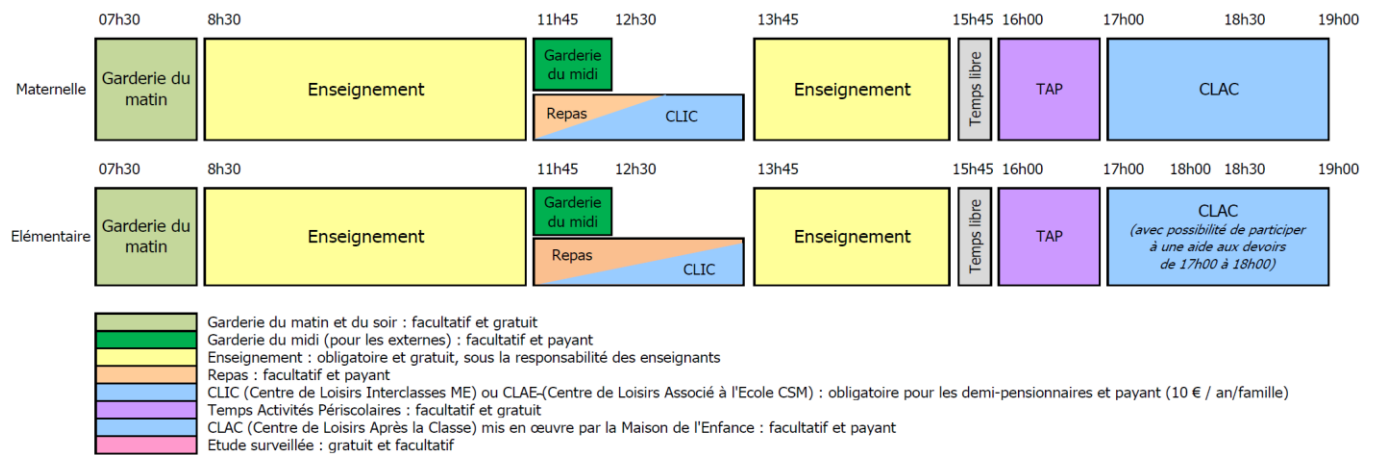 07h30 8h30 11h45 12h30 13h45 15h45 16h00 17h00 18h30 19h00
Maternelle
Garderie du
matin
Enseignement
Garderie
du midi
Repas
CLIC
Enseignement
Temps libre
TAP
CLAC
07h30 8h30 11h45 12h30 13h45 15h45 16h00 17h00 18h00 18h30 19h00
Elémentaire
Garderie du
matin
Enseignement
Garderie
du midi
Repas
CLIC
Enseignement
Temps libre
TAP
CLAC
(avec possibilité de participer
à une aide aux devoirs
de 17h00 à 18h00)
Garderie du matin et du soir : facultatif et gratuit
Garderie du midi (pour les externes) : facultatif et payant
Enseignement : obligatoire et gratuit, sous la responsabilité des enseignants
Repas : facultatif et payant
CLIC (Centre de Loisirs Interclasses ME) ou CLAE-(Centre de Loisirs Associé à l'Ecole CSM) : obligatoire pour les demi-pensionnaires et payant (10 € / an/famille)
Temps Activités Périscolaires : facultatif et gratuit
CLAC (Centre de Loisirs Après la Classe) mis en œuvre par la Maison de l'Enfance : facultatif et payant
Etude surveillée : gratuit et facultatif